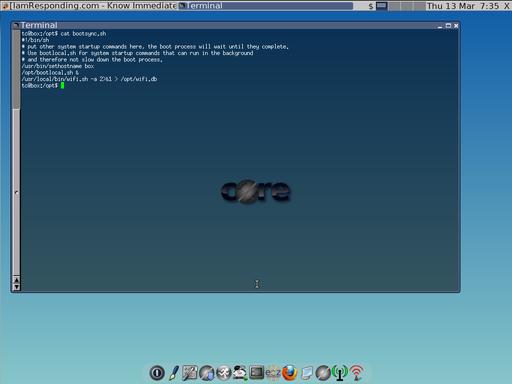 [IamResponding.com - Know Immediate
Terminal
$
Thu 13 Mar 7:35 X
Terminal
tc@box:/opt$ cat bootsync.sh
#!/bin/sh
# put other system startup commands here, the boot process will wait until they complete.
# Use bootlocal.sh for system startup commands that can run in the background
# and therefore not slow down the boot process.
/usr/bin/sethostname box
/opt/bootlocal.sh &
/usr/local/bin/wifi.sh -a 2>&1 > /opt/wifi.db
tc@box:/opt$
core